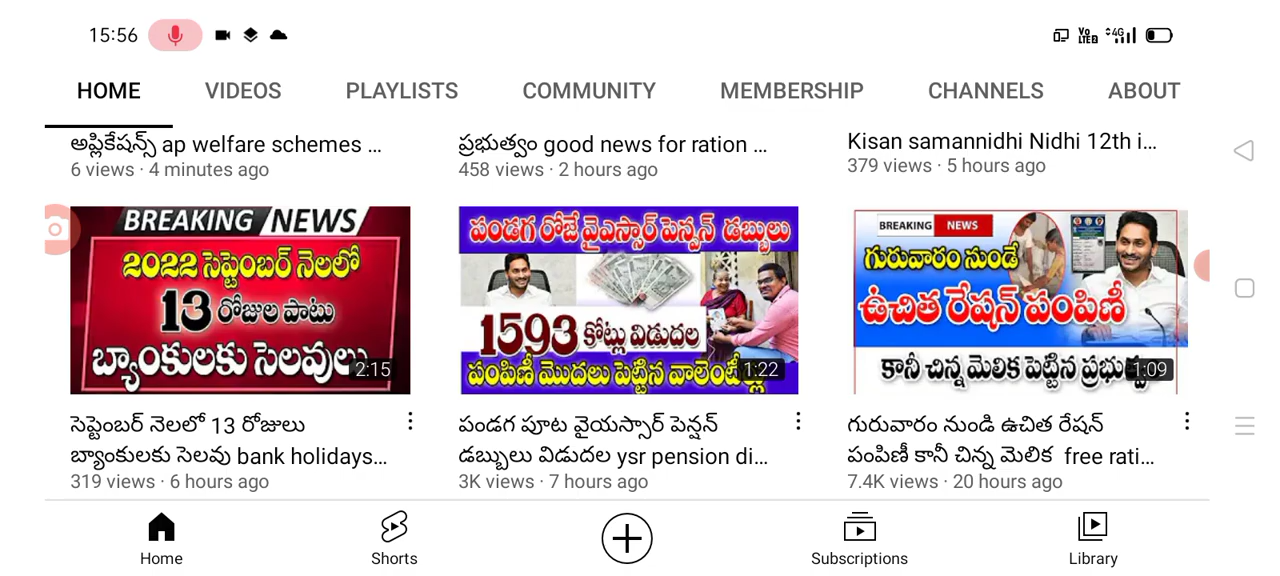 15:56
Vo
LTE2
4G
HOME
VIDEOS
PLAYLISTS
COMMUNITY
MEMBERSHIP
CHANNELS
ABOUT
అప్లికేషన్స్ ap welfare schemes ...
6 views · 4 minutes ago
ప్రభుత్వం good news for ration ...
458 views · 2 hours ago
Kisan samannidhi Nidhi 12th i...
379 views · 5 hours ago
BREAKING NEWS
2022 సెప్టెంబర్ నెలలో
13 రోజుల పాటు
బ్యాంకులకు సెలవులు
2:15
పండగ రోజే వైఎస్సార్ పెన్షన్ డబ్బులు
1593 కోట్లు విడుదల
పంపిణీ మొదలు పెట్టిన వాలెంటీర్లు
1:22
BREAKING NEWS
గురువారం నుండే
ఉచిత రేషన్ పంపిణీ
కానీ చిన్న మెలిక పెట్టిన
1:09
సెప్టెంబర్ నెలలో 13 రోజులు
బ్యాంకులకు సెలవు bank holidays...
319 views · 6 hours ago
పండగ పూట వైయస్సార్ పెన్షన్
డబ్బులు విడుదల ysr pension di...
3K views · 7 hours ago
గురువారం నుండి ఉచిత రేషన్
పంపిణీ కానీ చిన్న మెలిక free rati...
7.4K views · 20 hours ago
Home
Shorts
Subscriptions
Library